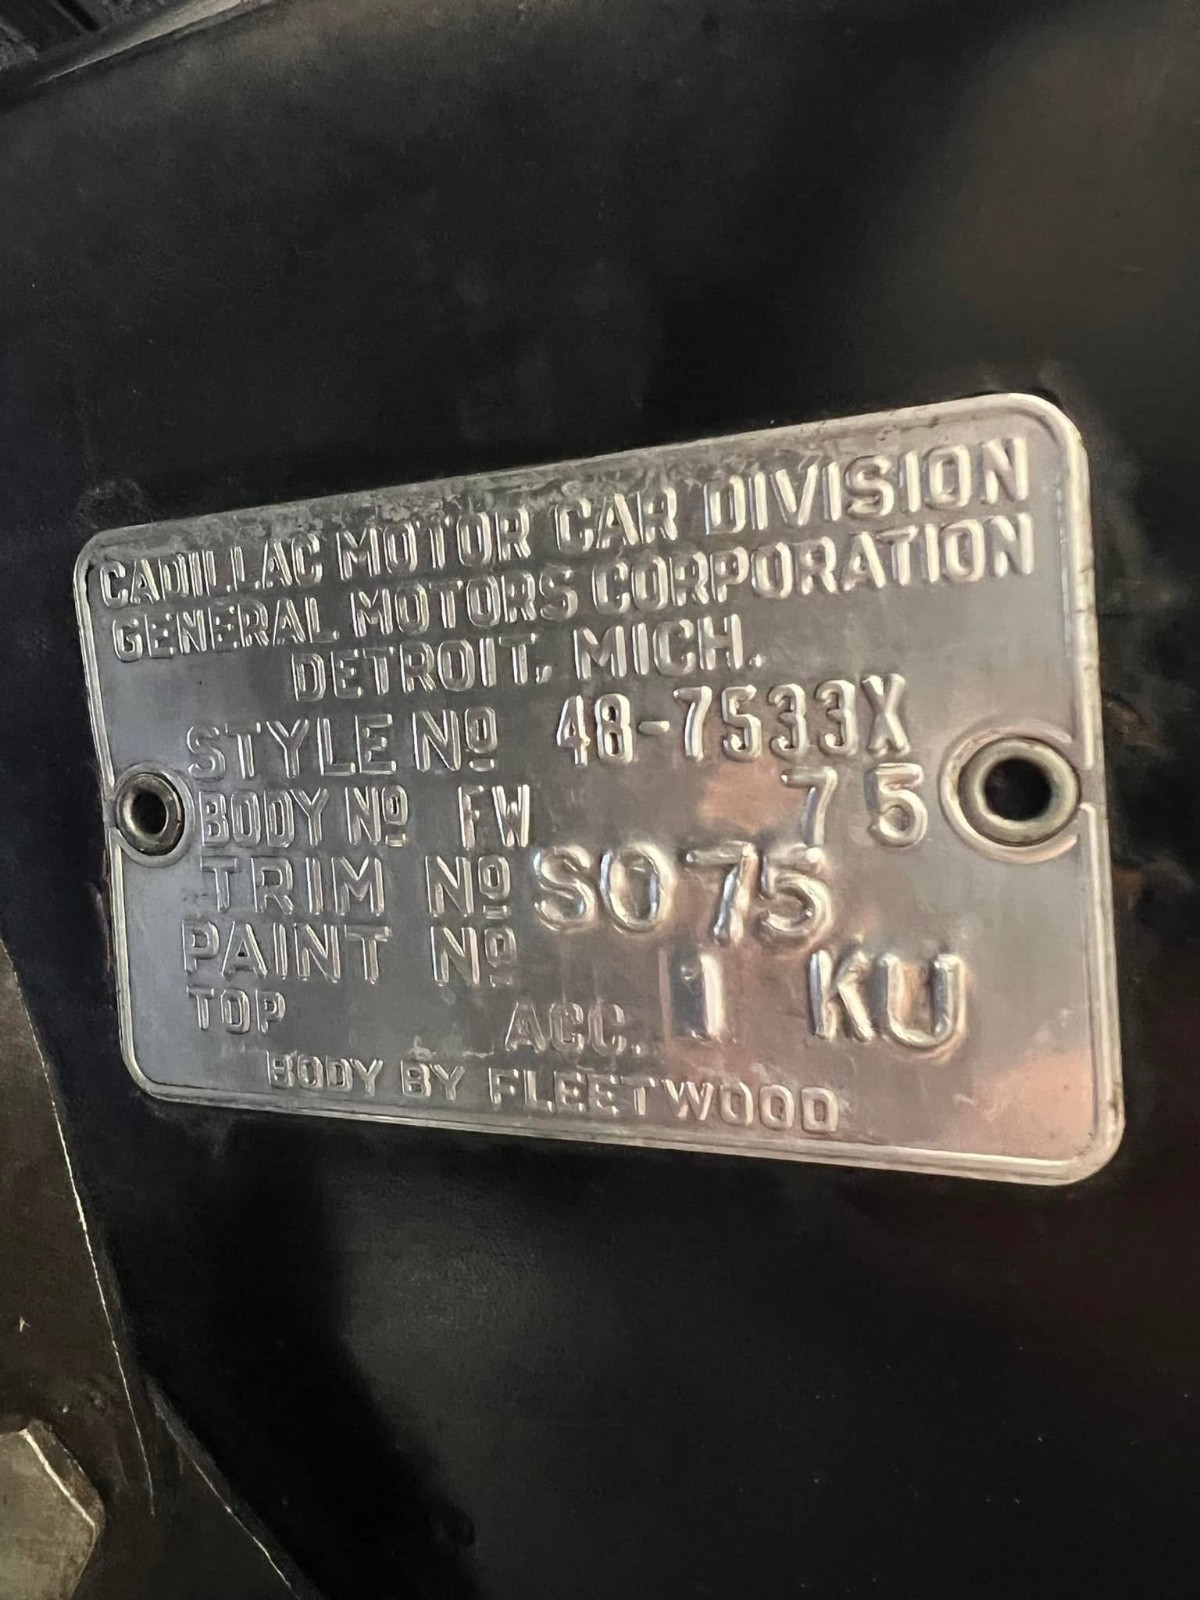 CADILLAC MOTOR CAR DIVISION
GENERAL MOTORS CORPORATION
DETROIT, MICH.
STYLE Nº 48-7533X
BODY Nº FW 75
TRIM Nº SO75
PAINT Nº 1 KU
TOP ACC.
BODY BY FLEETWOOD